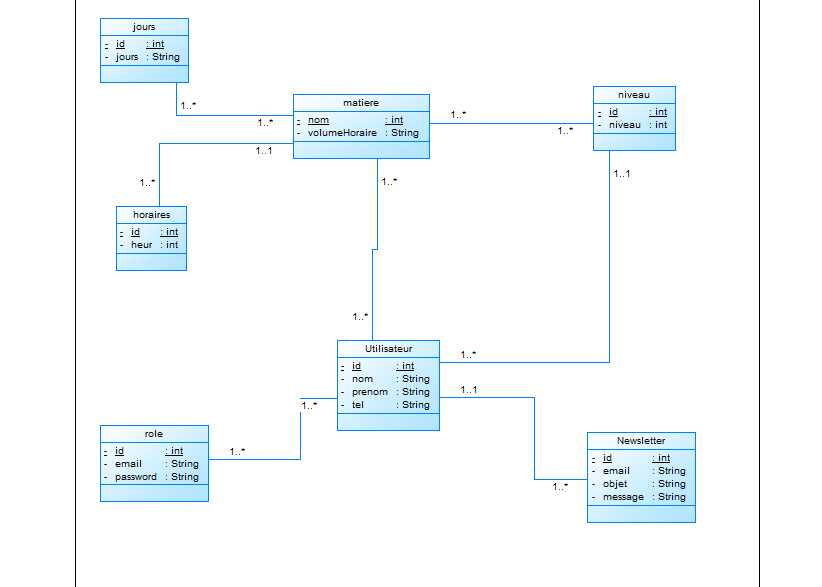 jours
- id : int
- jours : String
1..*
1..*
matiere
- nom : int
- volumeHoraire : String
1..*
1..*
niveau
- id : int
- niveau : int
1..1
1..*
1..*
1..1
horaires
- id : int
- heur : int
1..*
Utilisateur
- id : int
- nom : String
- prenom : String
- tel : String
1..*
1..1
1..*
role
- id : int
- email : String
- password : String
1..*
Newsletter
- id : int
- email : String
- objet : String
- message : String
1..*